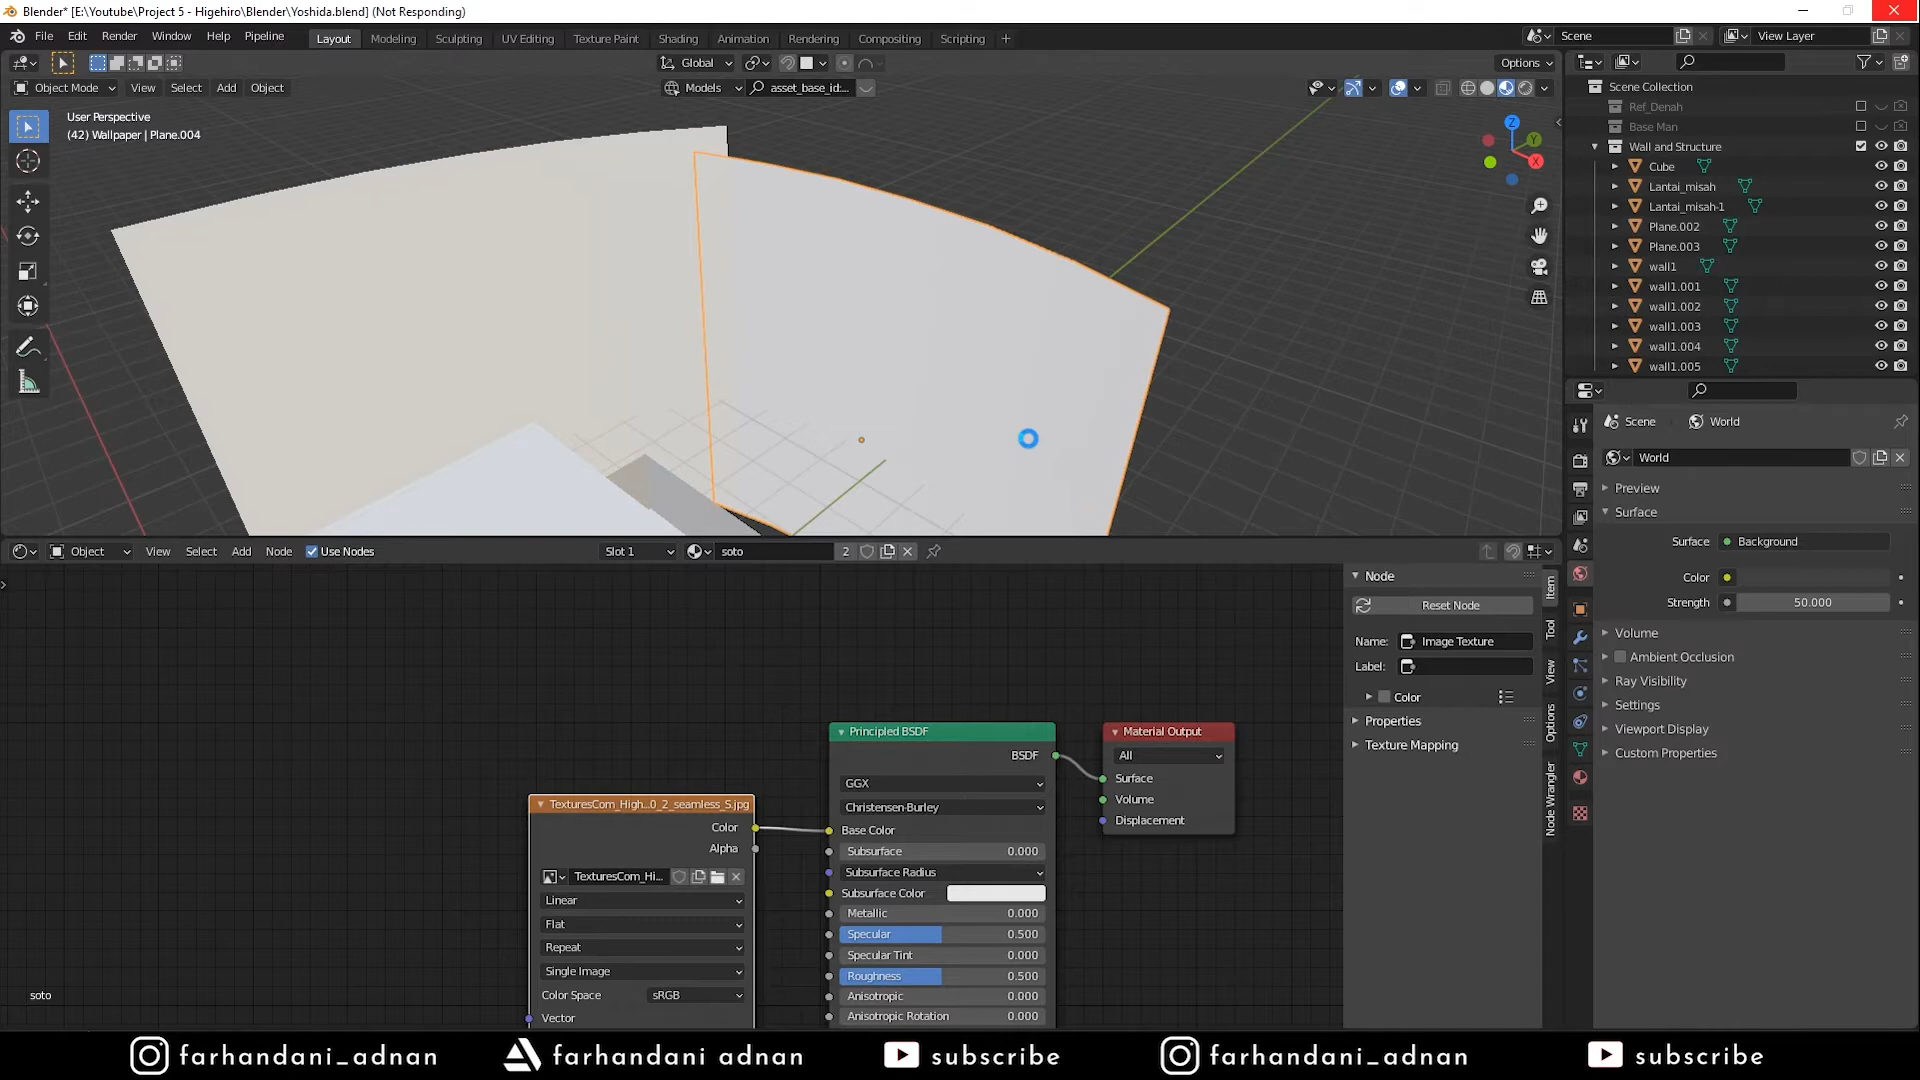 Blender* [E:\Youtube\Project 5 - Higehiro\Blender\Yoshida.blend] (Not Responding)
File Edit Render Window Help Pipeline
Layout Modeling Sculpting UV Editing Texture Paint Shading Animation Rendering Compositing Scripting +
Scene
View Layer
Global
Options
Object Mode View Select Add Object
Models
asset_base_id:...
User Perspective
(42) Wallpaper | Plane.004
Z
Y
X
Scene Collection
Ref_Denah
Base Man
Wall and Structure
Cube
Lantai_misah
Lantai_misah-1
Plane.002
Plane.003
wall1
wall1.001
wall1.002
wall1.003
wall1.004
wall1.005
Scene
World
World
Preview
Surface
Surface Background
Color
Strength 50.000
Volume
Ambient Occlusion
Ray Visibility
Settings
Viewport Display
Custom Properties
Object View Select Add Node Use Nodes
Slot 1
soto
2
Node
Reset Node
Name: Image Texture
Label:
Color
Properties
Texture Mapping
Item
Tool
View
Options
Node Wrangler
Principled BSDF
BSDF
GGX
Christensen-Burley
Base Color
Subsurface 0.000
Subsurface Radius
Subsurface Color
Metallic 0.000
Specular 0.500
Specular Tint 0.000
Roughness 0.500
Anisotropic 0.000
Anisotropic Rotation 0.000
Material Output
All
Surface
Volume
Displacement
TexturesCom_High...0_2_seamless_S.jpg
Color
Alpha
TexturesCom_Hi...
Linear
Flat
Repeat
Single Image
Color Space sRGB
Vector
soto
farhandani_adnan farhandani adnan subscribe farhandani_adnan subscribe